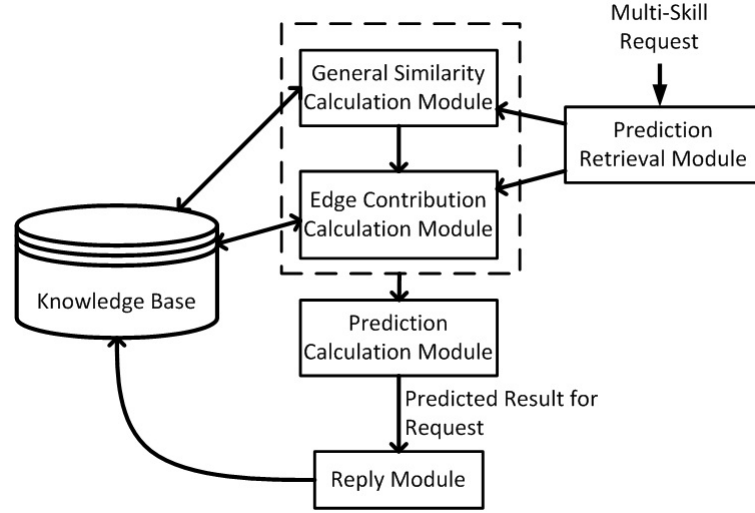 Multi-Skill
Request
General Similarity
Calculation Module
Prediction
Retrieval Module
Edge Contribution
Calculation Module
Knowledge Base
Prediction
Calculation Module
Predicted Result for
Request
Reply Module